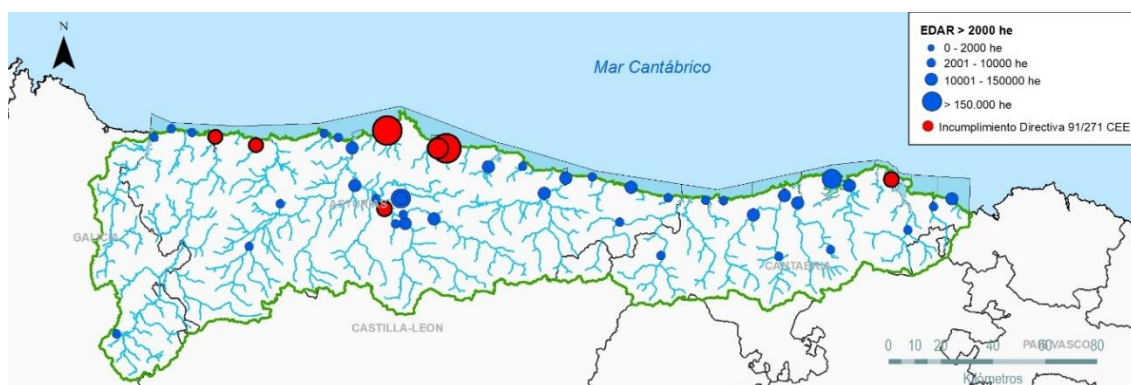 N
Mar Cantábrico
EDAR > 2000 he
0 - 2000 he
2001 - 10000 he
10001 - 150000 he
> 150.000 he
Incumplimiento Directiva 91/271 CEE
ASTURIAS
GALICIA
CANTABRIA
CASTILLA-LEON
PAIS VASCO
0 10 20 40 60 80
Kilómetros